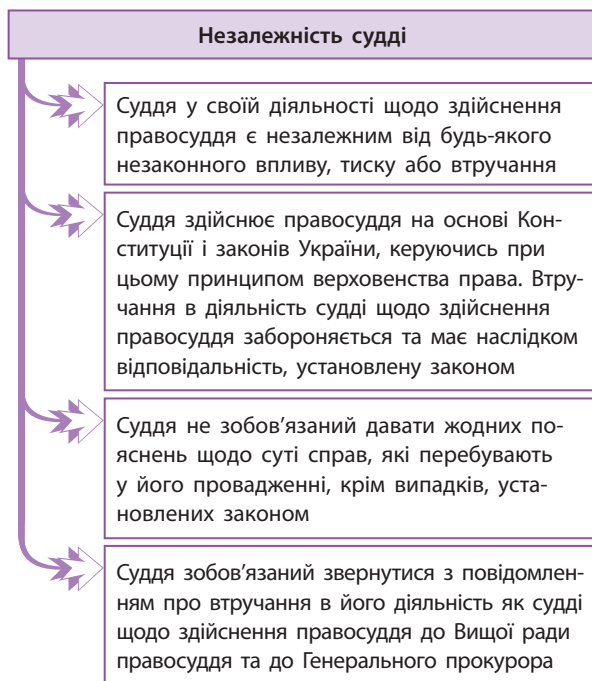 Незалежність судді
Суддя у своїй діяльності щодо здійснення
правосуддя є незалежним від будь-якого
незаконного впливу, тиску або втручання
Суддя здійснює правосуддя на основі Кон-
ституції і законів України, керуючись при
цьому принципом верховенства права. Втру-
чання в діяльність судді щодо здійснення
правосуддя забороняється та має наслідком
відповідальність, установлену законом
Суддя не зобов’язаний давати жодних по-
яснень щодо суті справ, які перебувають
у його провадженні, крім випадків, уста-
новлених законом
Суддя зобов’язаний звернутися з повідомлен-
ням про втручання в його діяльність як судді
щодо здійснення правосуддя до Вищої ради
правосуддя та до Генерального прокурора